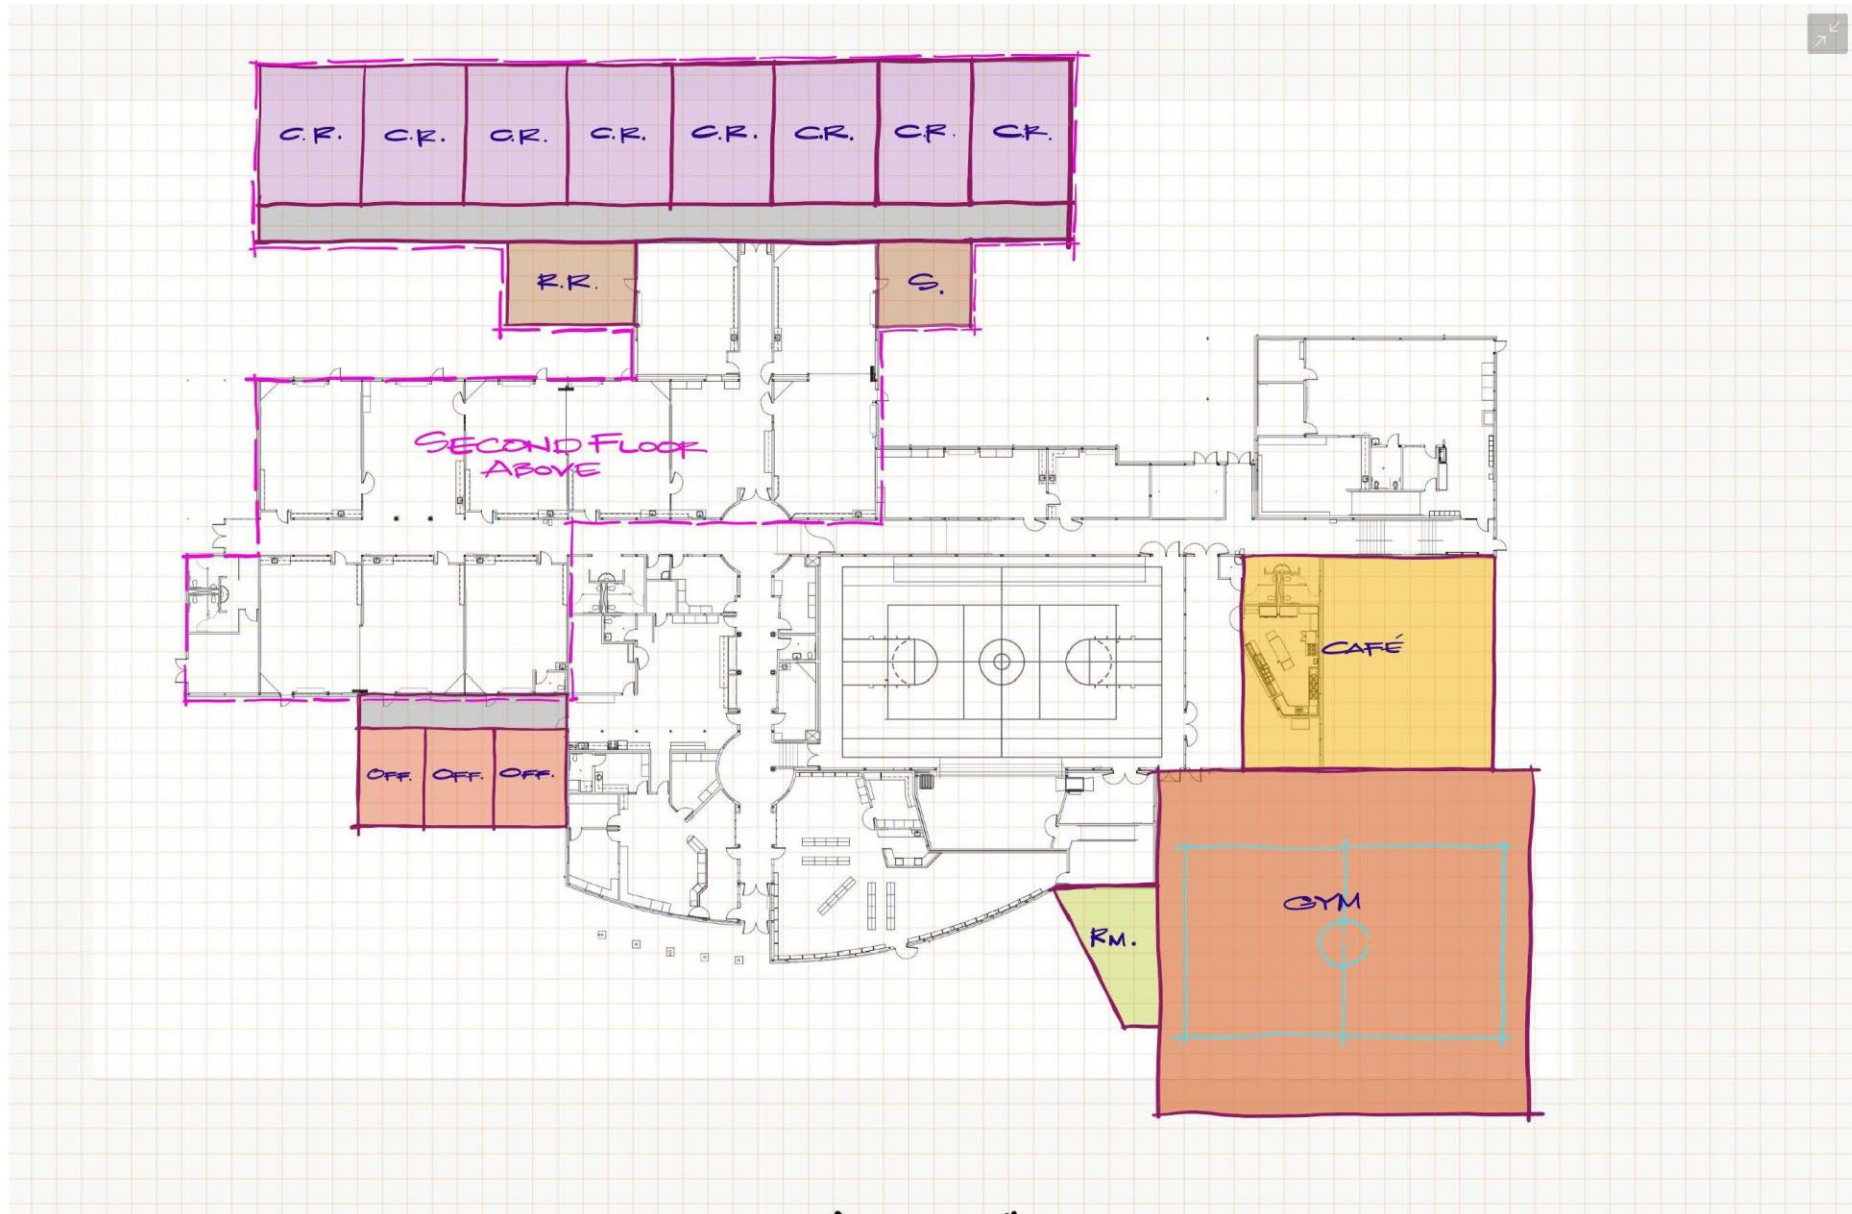 C.R. C.R. C.R. C.R. C.R. C.R. C.R. C.R.
R.R. S.
SECOND FLOOR
ABOVE
CAFÉ
OFF. OFF. OFF.
GYM
RM.